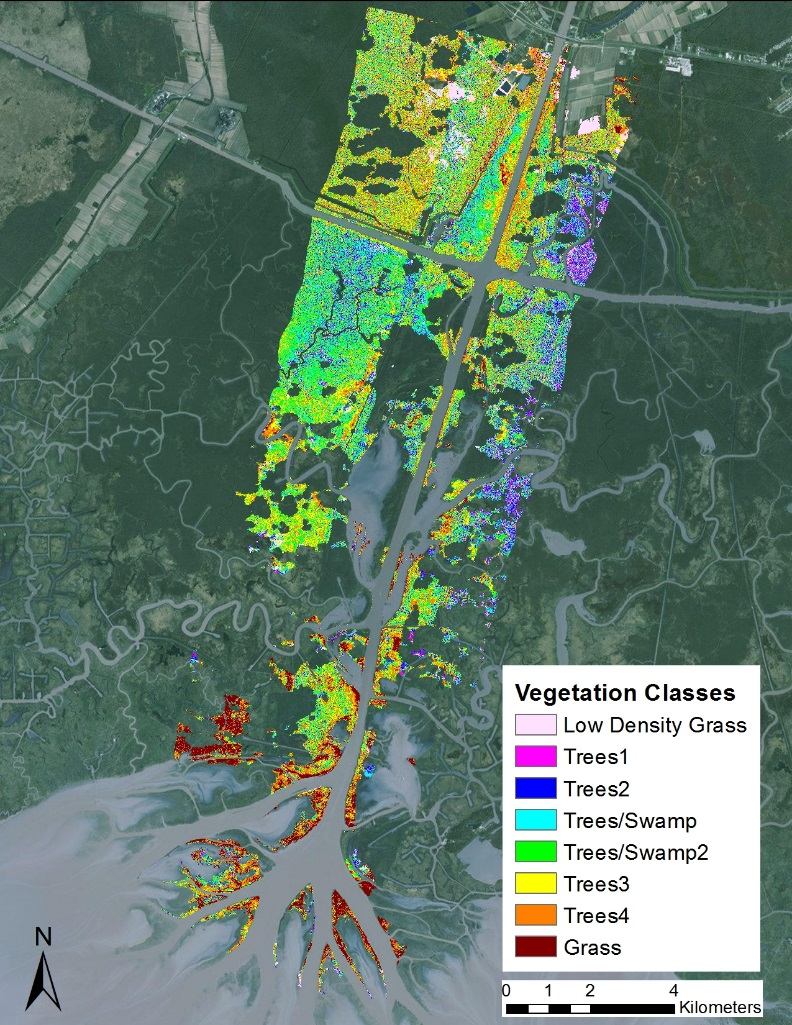 Vegetation Classes
Low Density Grass
Trees1
Trees2
Trees/Swamp
Trees/Swamp2
Trees3
Trees4
Grass
N
0 1 2 4
Kilometers